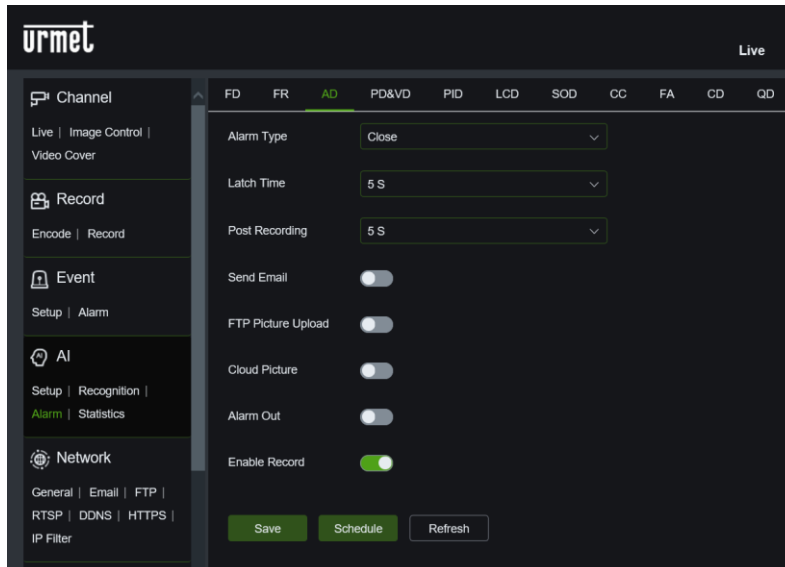 urmet
Live
Channel
Live | Image Control |
Video Cover
Record
Encode | Record
Event
Setup | Alarm
AI
Setup | Recognition |
Alarm | Statistics
Network
General | Email | FTP |
RTSP | DDNS | HTTPS |
IP Filter
FD FR AD PD&VD PID LCD SOD CC FA CD QD
Alarm Type Close
Latch Time 5 S
Post Recording 5 S
Send Email
FTP Picture Upload
Cloud Picture
Alarm Out
Enable Record
Save Schedule Refresh